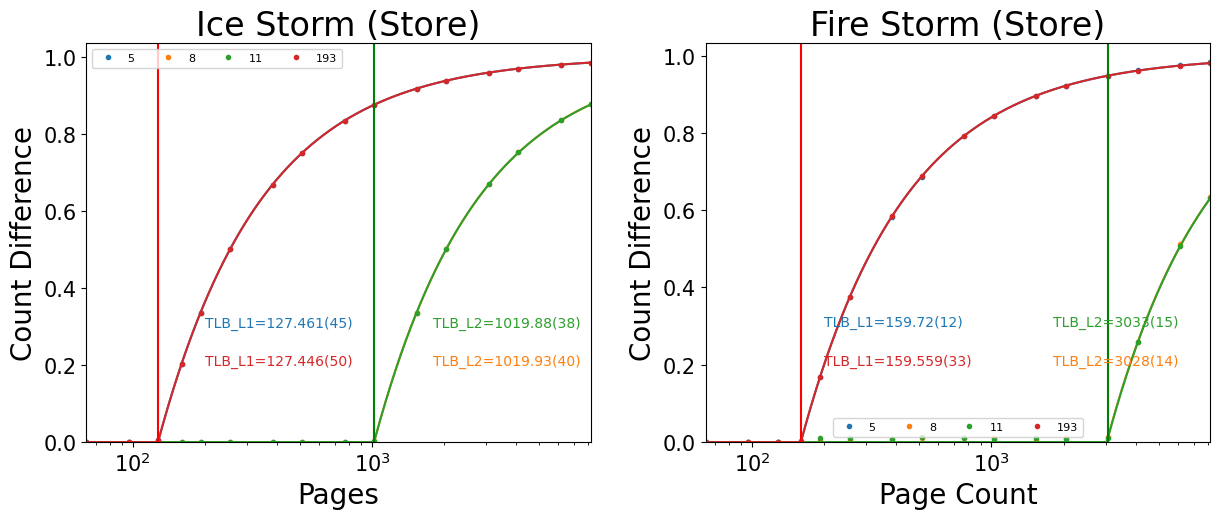 Ice Storm (Store)
1.0
0.8
0.6
0.4
0.2
0.0
Count Difference
5 8 11 193
TLB_L1=127.461(45) TLB_L2=1019.88(38)
TLB_L1=127.446(50) TLB_L2=1019.93(40)
10² 10³
Pages
Fire Storm (Store)
1.0
0.8
0.6
0.4
0.2
0.0
Count Difference
TLB_L1=159.72(12) TLB_L2=3033(15)
TLB_L1=159.559(33) TLB_L2=3028(14)
5 8 11 193
10² 10³
Page Count